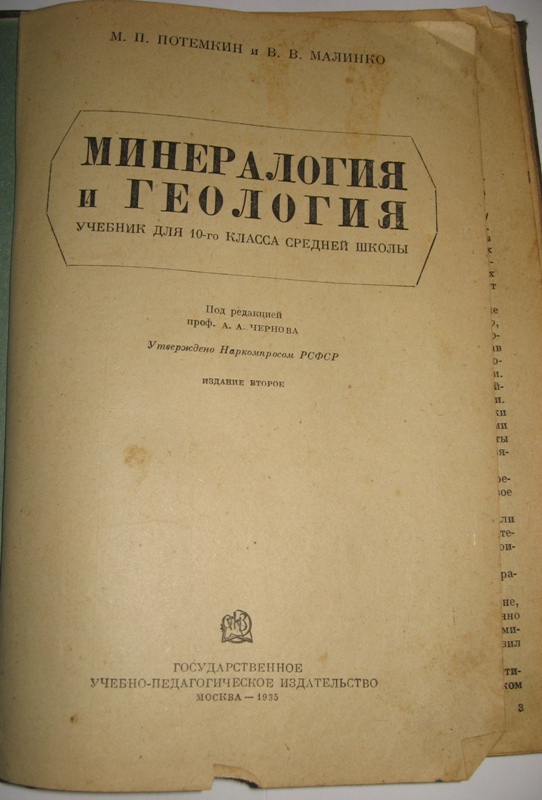 М. П. ПОТЕМКИН и В. В. МАЛИНКО
МИНЕРАЛОГИЯ
и ГЕОЛОГИЯ
УЧЕБНИК ДЛЯ 10-го КЛАССА СРЕДНЕЙ ШКОЛЫ
Под редакцией
проф. А. А. ЧЕРНОВА
Утверждено Наркомпросом РСФСР
ИЗДАНИЕ ВТОРОЕ
ГОСУДАРСТВЕННОЕ
УЧЕБНО-ПЕДАГОГИЧЕСКОЕ ИЗДАТЕЛЬСТВО
МОСКВА — 1935
3